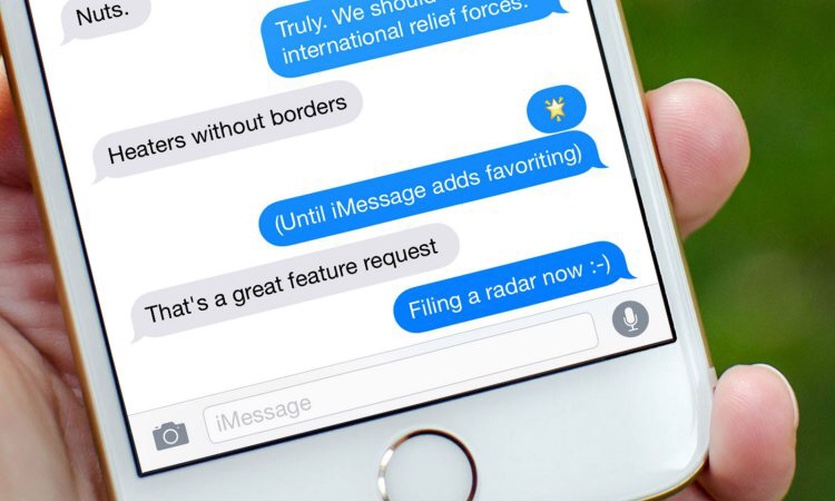 Nuts.
Truly. We should
international relief forces.
Heaters without borders
🌟
(Until iMessage adds favoriting)
That's a great feature request
Filing a radar now :-)
iMessage